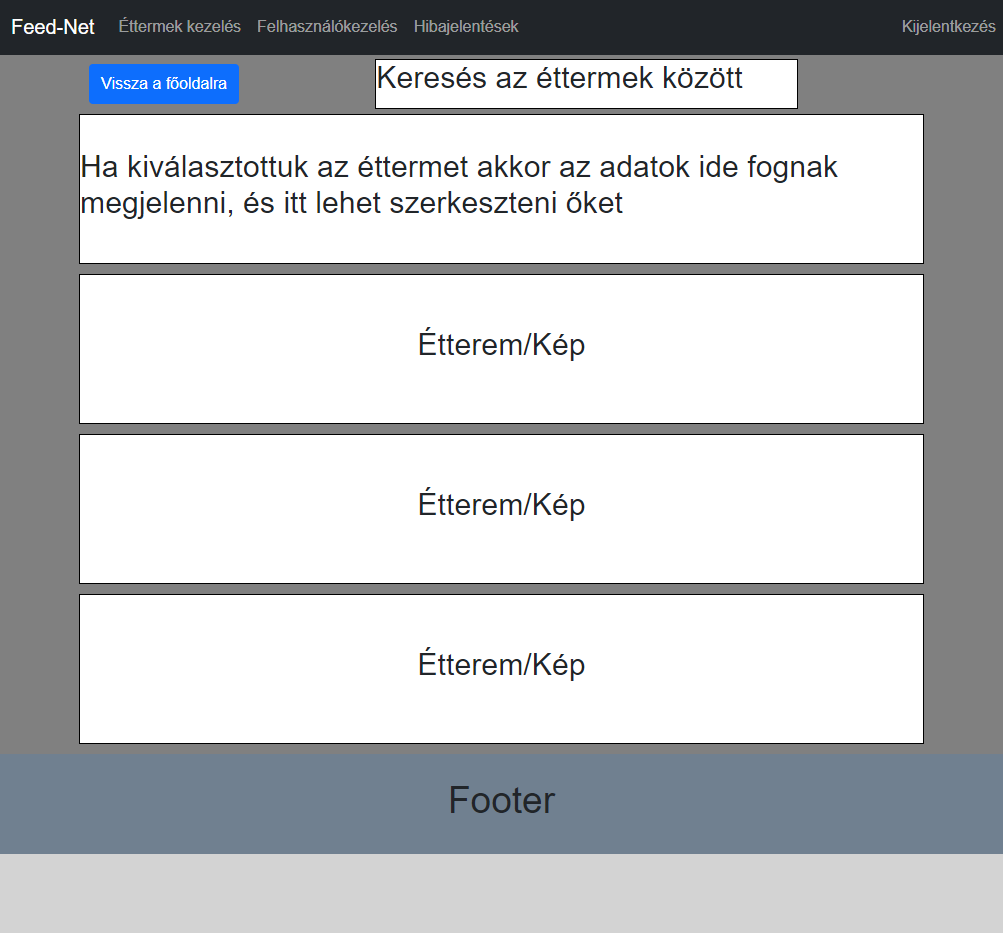 Feed-Net Éttermek kezelés Felhasználókezelés Hibajelentések Kijelentkezés
Vissza a főoldalra Keresés az éttermek között
Ha kiválasztottuk az éttermet akkor az adatok ide fognak
megjelenni, és itt lehet szerkeszteni őket
Étterem/Kép
Étterem/Kép
Étterem/Kép
Footer